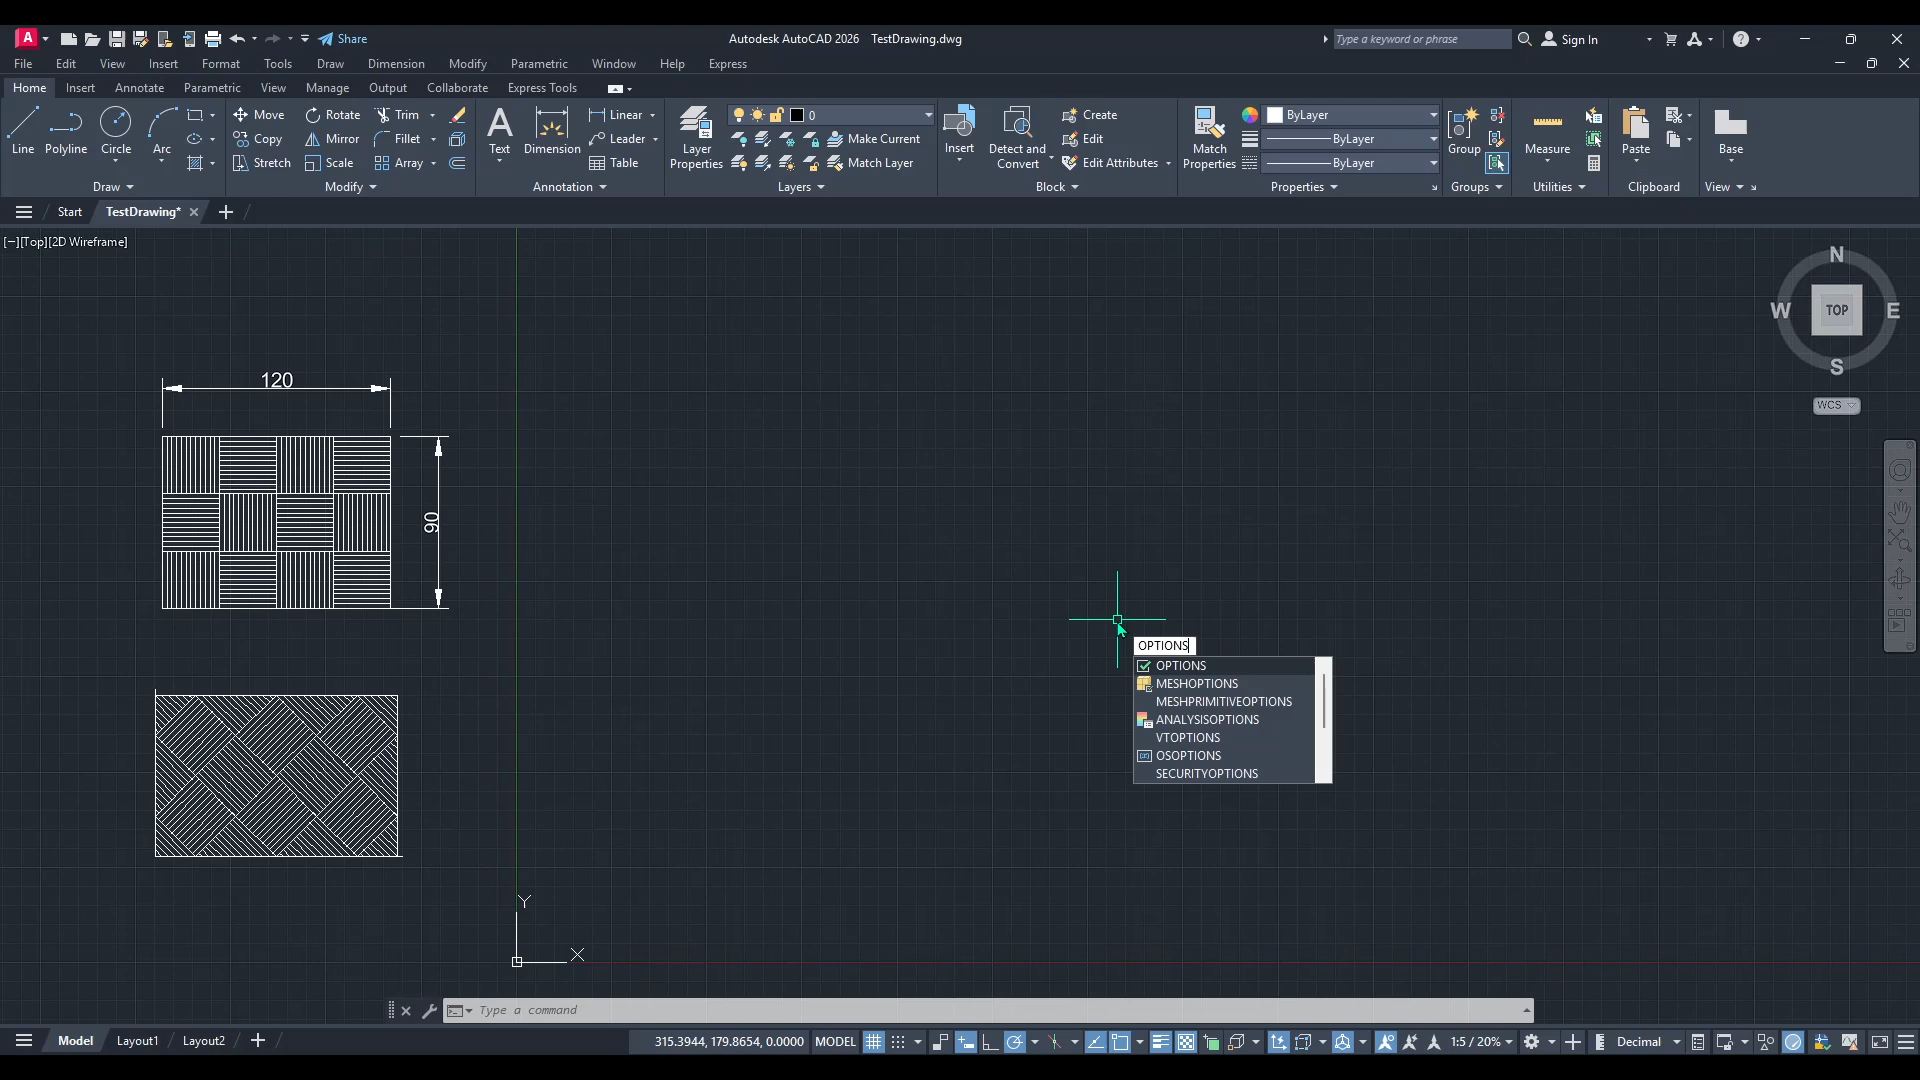 A Share Autodesk AutoCAD 2026 TestDrawing.dwg Type a keyword or phrase Sign In ?
File Edit View Insert Format Tools Draw Dimension Modify Parametric Window Help Express
Home Insert Annotate Parametric View Manage Output Collaborate Express Tools
Move Rotate Trim Linear 0 Create ByLayer
Line Polyline Circle Arc Copy Mirror Fillet Text Dimension Leader Make Current Edit ByLayer
Layer Properties Insert Detect and Convert Match Properties Group Measure Paste Base
Stretch Scale Array Table Match Layer Edit Attributes ByLayer
Draw Modify Annotation Layers Block Properties Groups Utilities Clipboard View
Start TestDrawing* +
[−][Top][2D Wireframe]
N
W TOP E
S
WCS
120
90
OPTIONS
OPTIONS
MESHOPTIONS
MESHPRIMITIVEOPTIONS
ANALYSISOPTIONS
VTOPTIONS
OSOPTIONS
SECURITYOPTIONS
Y
X
Type a command
Model Layout1 Layout2 + 315.3944, 179.8654, 0.0000 MODEL 1:5 / 20% Decimal